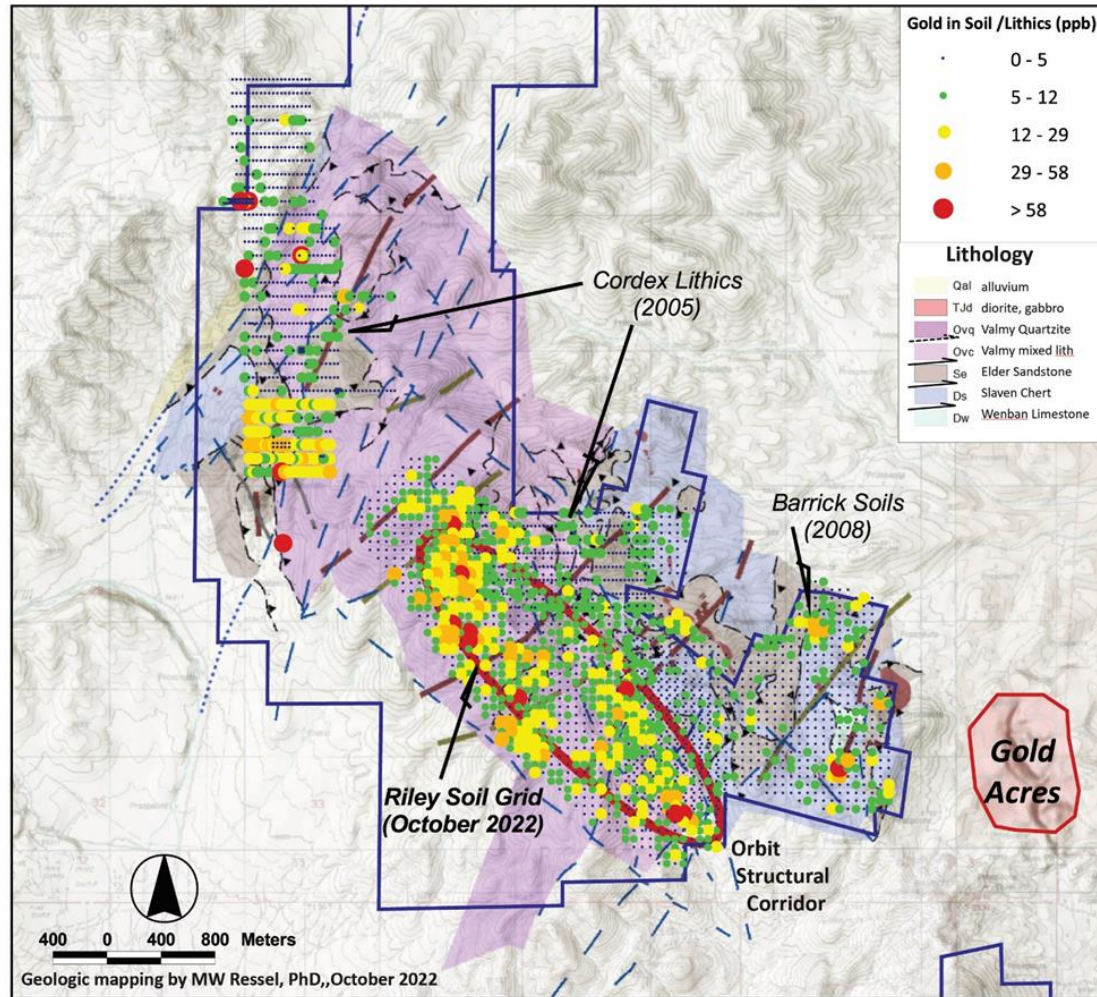 Gold in Soil /Lithics (ppb)
0 - 5
5 - 12
12 - 29
29 - 58
> 58
Lithology
Qal alluvium
TJd diorite, gabbro
Ovq Valmy Quartzite
Ovc Valmy mixed lith
Se Elder Sandstone
Ds Slaven Chert
Dw Wenban Limestone
Cordex Lithics
(2005)
Barrick Soils
(2008)
Riley Soil Grid
(October 2022)
Gold
Acres
Orbit
Structural
Corridor
32
33
400 0 400 800 Meters
Geologic mapping by MW Ressel, PhD,,October 2022